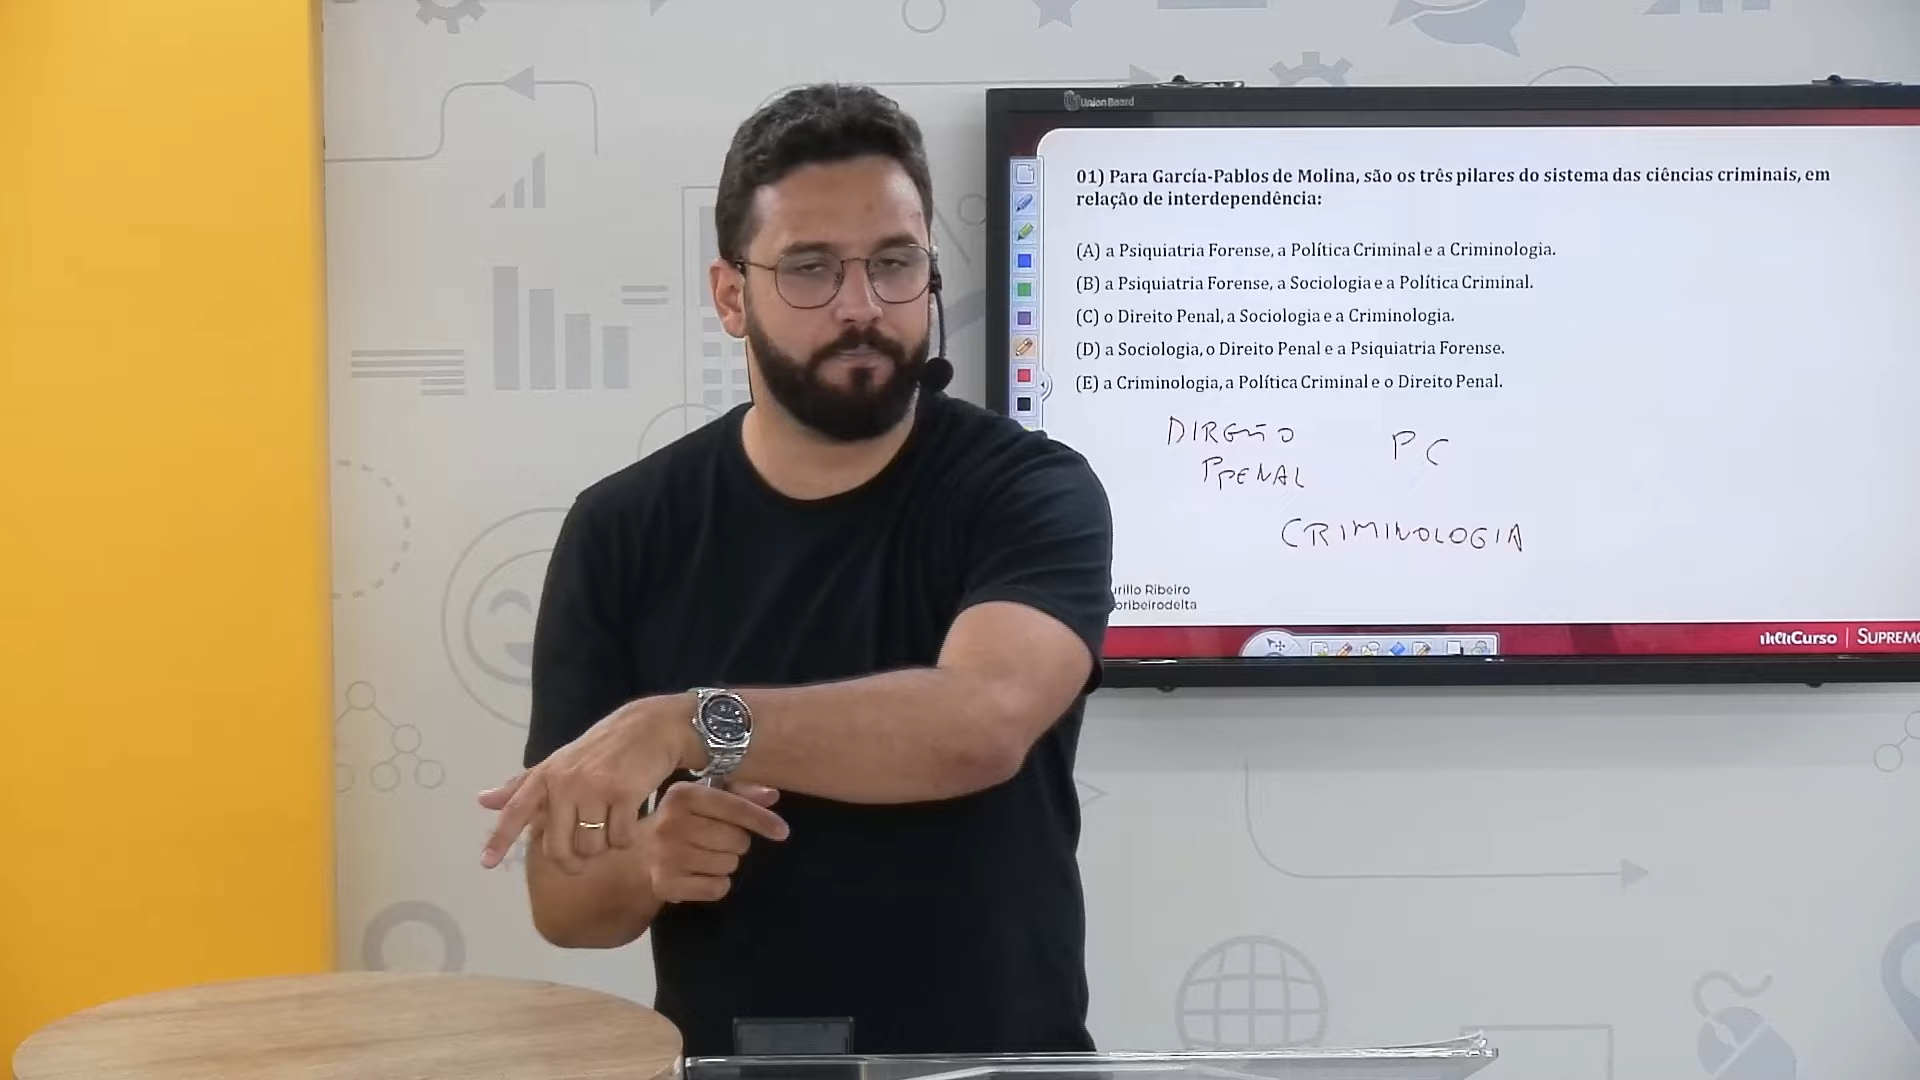 Union Board
01) Para García-Pablos de Molina, são os três pilares do sistema das ciências criminais, em
relação de interdependência:
(A) a Psiquiatria Forense, a Política Criminal e a Criminologia.
(B) a Psiquiatria Forense, a Sociologia e a Política Criminal.
(C) o Direito Penal, a Sociologia e a Criminologia.
(D) a Sociologia, o Direito Penal e a Psiquiatria Forense.
(E) a Criminologia, a Política Criminal e o Direito Penal.
DIREITO PC
PPENAL
CRIMINOLOGIA
urillo Ribeiro
oribeirodelta
Curso | SUPREMO